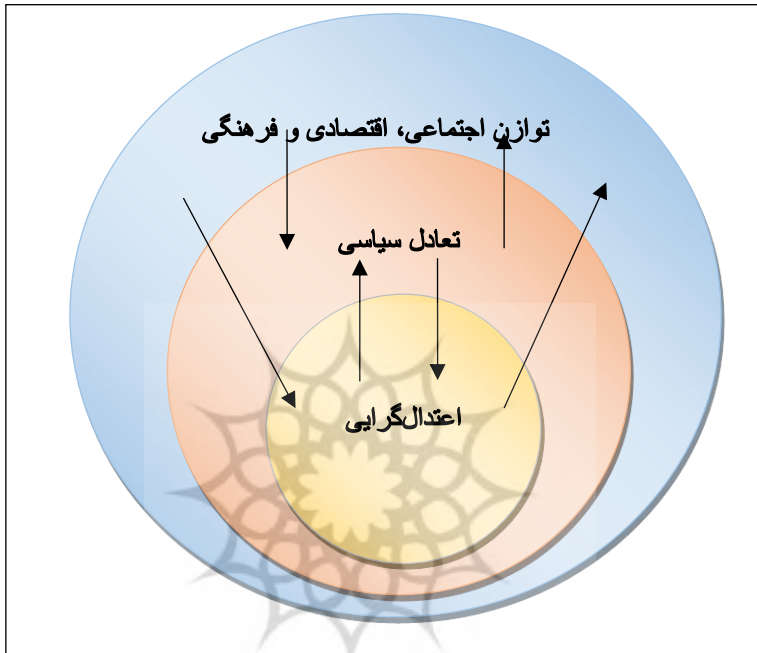 توازن اجتماعی، اقتصادی و فرهنگی
تعادل سیاسی
اعتدال‌گرایی